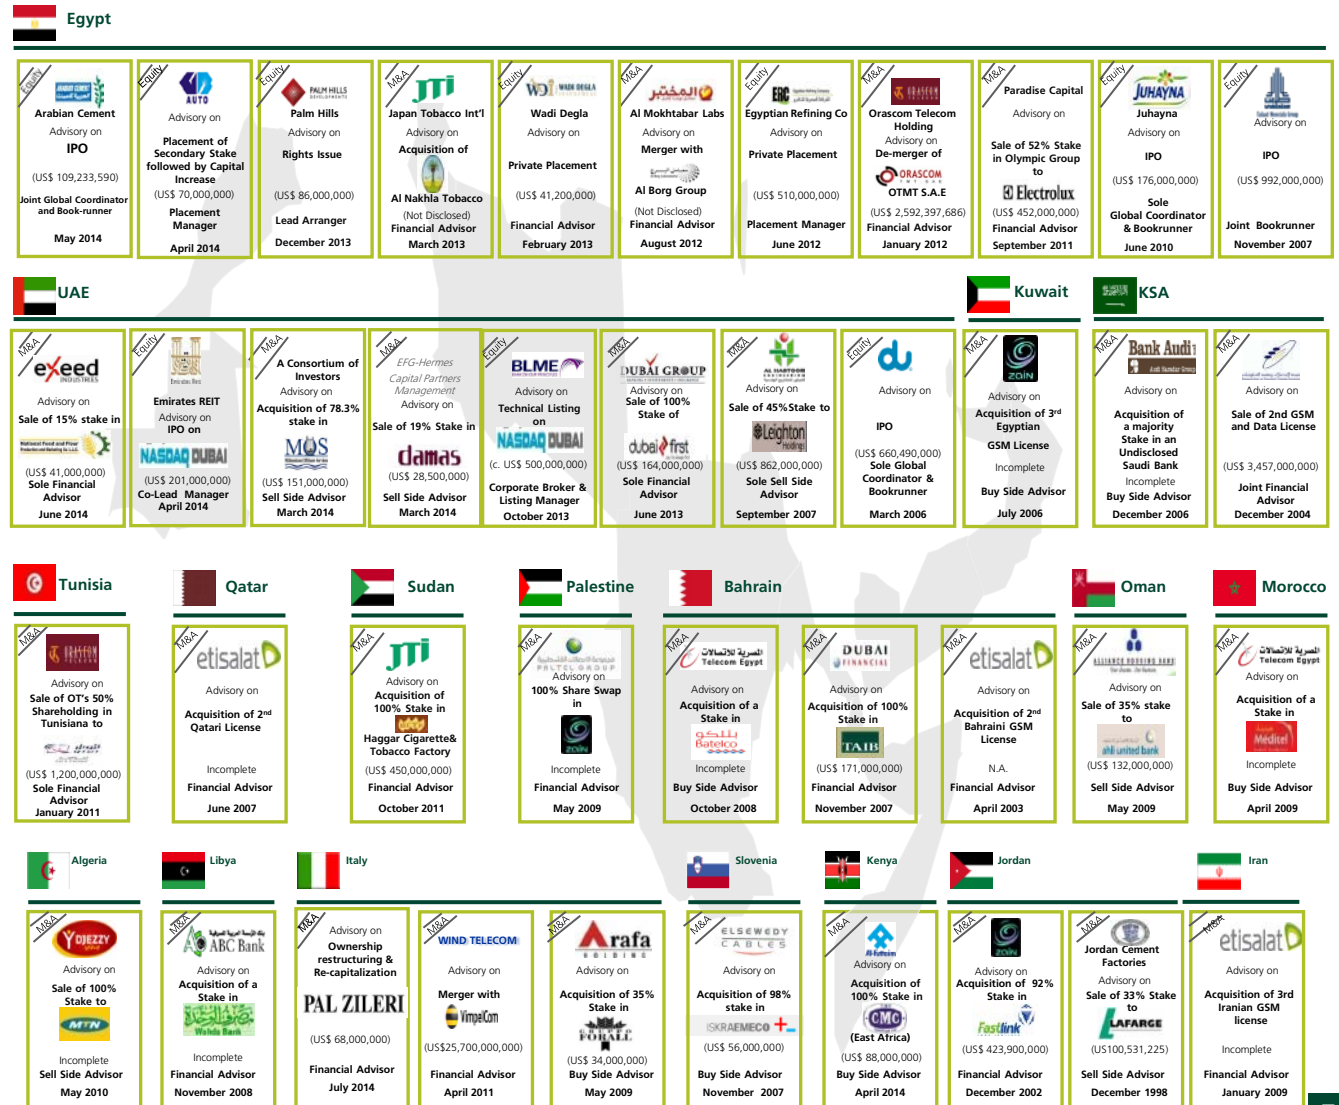 Egypt
Equity
ARABIAN CEMENT
Arabian Cement
Advisory on
IPO
(US$ 109,233,590)
Joint Global Coordinator
and Book-runner
May 2014
Equity
AUTO
Advisory on
Placement of
Secondary Stake
followed by Capital
Increase
(US$ 70,000,000)
Placement
Manager
April 2014
Equity
PALM HILLS
DEVELOPMENTS
Palm Hills
Advisory on
Rights Issue
(US$ 86,000,000)
Lead Arranger
December 2013
M&A
JTI
Japan Tobacco Int'l
Advisory on
Acquisition of
Al Nakhla Tobacco
(Not Disclosed)
Financial Advisor
March 2013
Equity
WADI DEGLA
Wadi Degla
Advisory on
Private Placement
(US$ 41,200,000)
Financial Advisor
February 2013
M&A
المختبر
Al Mokhtabar Labs
Advisory on
Merger with
Al Borg Group
(Not Disclosed)
Financial Advisor
August 2012
Equity
ERC
Egyptian Refining Co
Advisory on
Private Placement
(US$ 510,000,000)
Placement Manager
June 2012
M&A
ORASCOM
TELECOM
Orascom Telecom
Holding
Advisory on
De-merger of
ORASCOM
OTMT S.A.E
(US$ 2,592,397,686)
Financial Advisor
January 2012
M&A
Paradise Capital
Advisory on
Sale of 52% Stake
in Olympic Group
to
Electrolux
(US$ 452,000,000)
Financial Advisor
September 2011
Equity
JUHAYNA
Juhayna
Advisory on
IPO
(US$ 176,000,000)
Sole
Global Coordinator
& Bookrunner
June 2010
Equity
Advisory on
IPO
(US$ 992,000,000)
Joint Bookrunner
November 2007
UAE
M&A
exeed
INDUSTRIES
Advisory on
Sale of 15% stake in
National Food and Flour
(US$ 41,000,000)
Sole Financial
Advisor
June 2014
Equity
Emirates REIT
Emirates REIT
Advisory on
IPO on
NASDAQ DUBAI
(US$ 201,000,000)
Co-Lead Manager
April 2014
M&A
A Consortium of
Investors
Advisory on
Acquisition of 78.3%
stake in
(US$ 151,000,000)
Sell Side Advisor
March 2014
M&A
EFG-Hermes
Capital Partners
Management
Advisory on
Sale of 19% Stake in
damas
(US$ 28,500,000)
Sell Side Advisor
March 2014
Equity
BLME
Advisory on
Technical Listing
on
NASDAQ DUBAI
(c. US$ 500,000,000)
Corporate Broker &
Listing Manager
October 2013
M&A
DUBAI GROUP
Advisory on
Sale of 100%
Stake of
dubai first
(US$ 164,000,000)
Sole Financial
Advisor
June 2013
M&A
AL HABTOOR
ENGINEERING
Advisory on
Sale of 45%Stake to
Leighton
Holdings
(US$ 862,000,000)
Sole Sell Side
Advisor
September 2007
Equity
du
Advisory on
IPO
(US$ 660,490,000)
Sole Global
Coordinator &
Bookrunner
March 2006
Kuwait
M&A
ZAIN
Advisory on
Acquisition of 3rd
Egyptian
GSM License
Incomplete
Buy Side Advisor
July 2006
KSA
M&A
Bank Audi
Audi Saradar Group
Advisory on
Acquisition of
a majority
Stake in an
Undisclosed
Saudi Bank
Incomplete
Buy Side Advisor
December 2006
M&A
Advisory on
Sale of 2nd GSM
and Data License
(US$ 3,457,000,000)
Joint Financial
Advisor
December 2004
Tunisia
M&A
ORASCOM
TELECOM
Advisory on
Sale of OT's 50%
Shareholding in
Tunisiana to
(US$ 1,200,000,000)
Sole Financial
Advisor
January 2011
Qatar
M&A
etisalat
Advisory on
Acquisition of 2nd
Qatari License
Incomplete
Financial Advisor
June 2007
Sudan
M&A
JTI
Advisory on
Acquisition of
100% Stake in
Haggar Cigarette&
Tobacco Factory
(US$ 450,000,000)
Financial Advisor
October 2011
Palestine
M&A
PALTEL GROUP
Advisory on
100% Share Swap
in
ZAIN
Incomplete
Financial Advisor
May 2009
Bahrain
M&A
المصرية للاتصالات
Telecom Egypt
Advisory on
Acquisition of a
Stake in
بتلكو
Batelco
Incomplete
Buy Side Advisor
October 2008
M&A
DUBAI
FINANCIAL
Advisory on
Acquisition of 100%
Stake in
TAIB
(US$ 171,000,000)
Financial Advisor
November 2007
M&A
etisalat
Advisory on
Acquisition of 2nd
Bahraini GSM
License
N.A.
Financial Advisor
April 2003
Oman
M&A
ALLIANCE HOUSING BANK
Advisory on
Sale of 35% stake
to
ahli united bank
(US$ 132,000,000)
Sell Side Advisor
May 2009
Morocco
M&A
المصرية للاتصالات
Telecom Egypt
Advisory on
Acquisition of a
Stake in
Méditel
Incomplete
Buy Side Advisor
April 2009
Algeria
M&A
DJEZZY
Advisory on
Sale of 100%
Stake to
MTN
Incomplete
Sell Side Advisor
May 2010
Libya
M&A
ABC Bank
Advisory on
Acquisition of a
Stake in
Wahda Bank
Incomplete
Financial Advisor
November 2008
Italy
M&A
Advisory on
Ownership
restructuring &
Re-capitalization
PAL ZILERI
(US$ 68,000,000)
Financial Advisor
July 2014
M&A
WIND TELECOM
Advisory on
Merger with
VimpelCom
(US$25,700,000,000)
Financial Advisor
April 2011
M&A
Arafa
HOLDING
Advisory on
Acquisition of 35%
Stake in
GRUPPO
FORALL
(US$ 34,000,000)
Buy Side Advisor
May 2009
Slovenia
M&A
ELSEWEDY
CABLES
Advisory on
Acquisition of 98%
stake in
ISKRAEMECO
(US$ 56,000,000)
Buy Side Advisor
November 2007
Kenya
M&A
Al-Futtaim
Advisory on
Acquisition of
100% Stake in
CMC
(East Africa)
(US$ 88,000,000)
Buy Side Advisor
April 2014
Jordan
M&A
ZAIN
Advisory on
Acquisition of 92%
Stake in
Fastlink
(US$ 423,900,000)
Financial Advisor
December 2002
M&A
Jordan Cement
Factories
Advisory on
Sale of 33% Stake
to
LAFARGE
(US100,531,225)
Sell Side Advisor
December 1998
Iran
M&A
etisalat
Advisory on
Acquisition of 3rd
Iranian GSM
license
Incomplete
Financial Advisor
January 2009